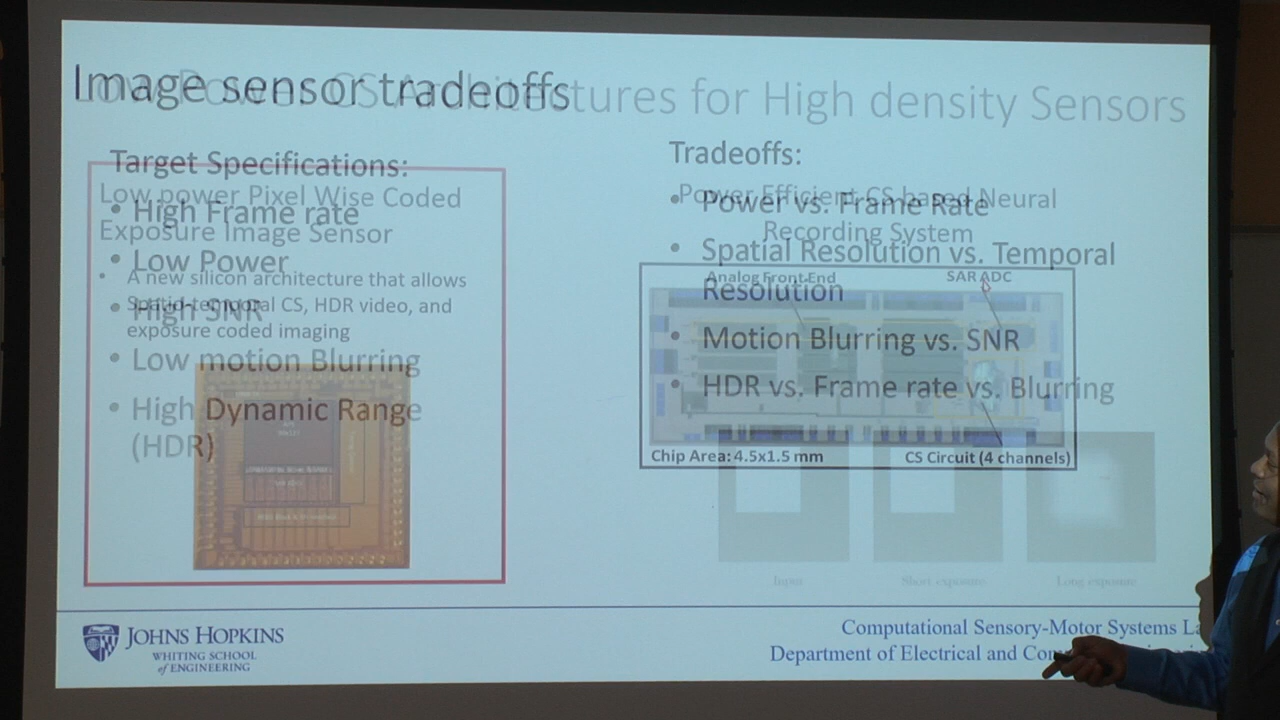 Image sensor tradeoffs
Low Power CS Architectures for High density Sensors
Target Specifications:
• High Frame rate
• Low Power
• High SNR
• Low motion Blurring
• High Dynamic Range
(HDR)
Low power Pixel Wise Coded
Exposure Image Sensor
• A new silicon architecture that allows
Spatio-temporal CS, HDR video, and
exposure coded imaging
Tradeoffs:
• Power vs. Frame Rate
• Spatial Resolution vs. Temporal
Resolution
• Motion Blurring vs. SNR
• HDR vs. Frame rate vs. Blurring
Power Efficient CS based Neural
Recording System
Analog Front-End
SAR ADC
Chip Area: 4.5x1.5 mm
CS Circuit (4 channels)
Input
Short exposure
Long exposure
JOHNS HOPKINS
WHITING SCHOOL
of ENGINEERING
Computational Sensory-Motor Systems La
Department of Electrical and Com